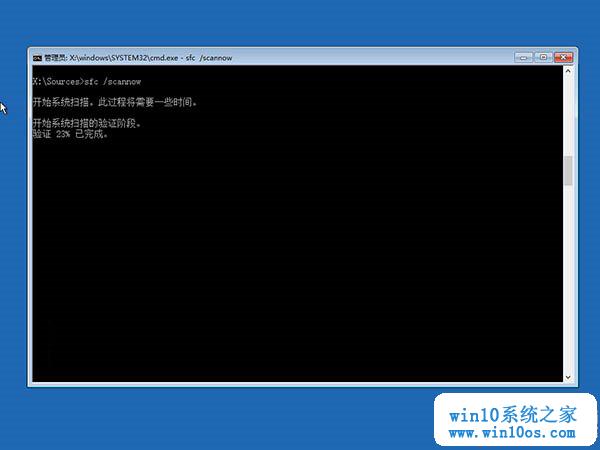 管理员: X:\windows\SYSTEM32\cmd.exe - sfc /scannow
X:\Sources>sfc /scannow
开始系统扫描。此过程将需要一些时间。
开始系统扫描的验证阶段。
验证 23% 已完成。
win10系统之家
www.win10os.com